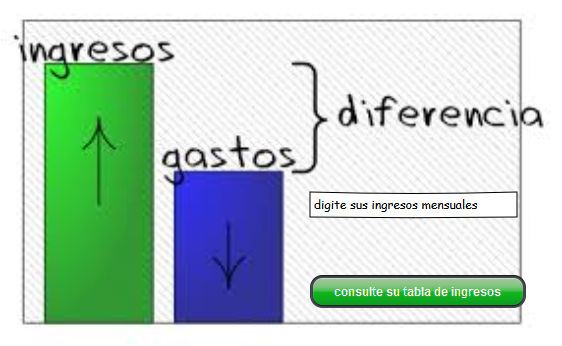 ingresos
diferencia
gastos
digite sus ingresos mensuales
consulte su tabla de ingresos